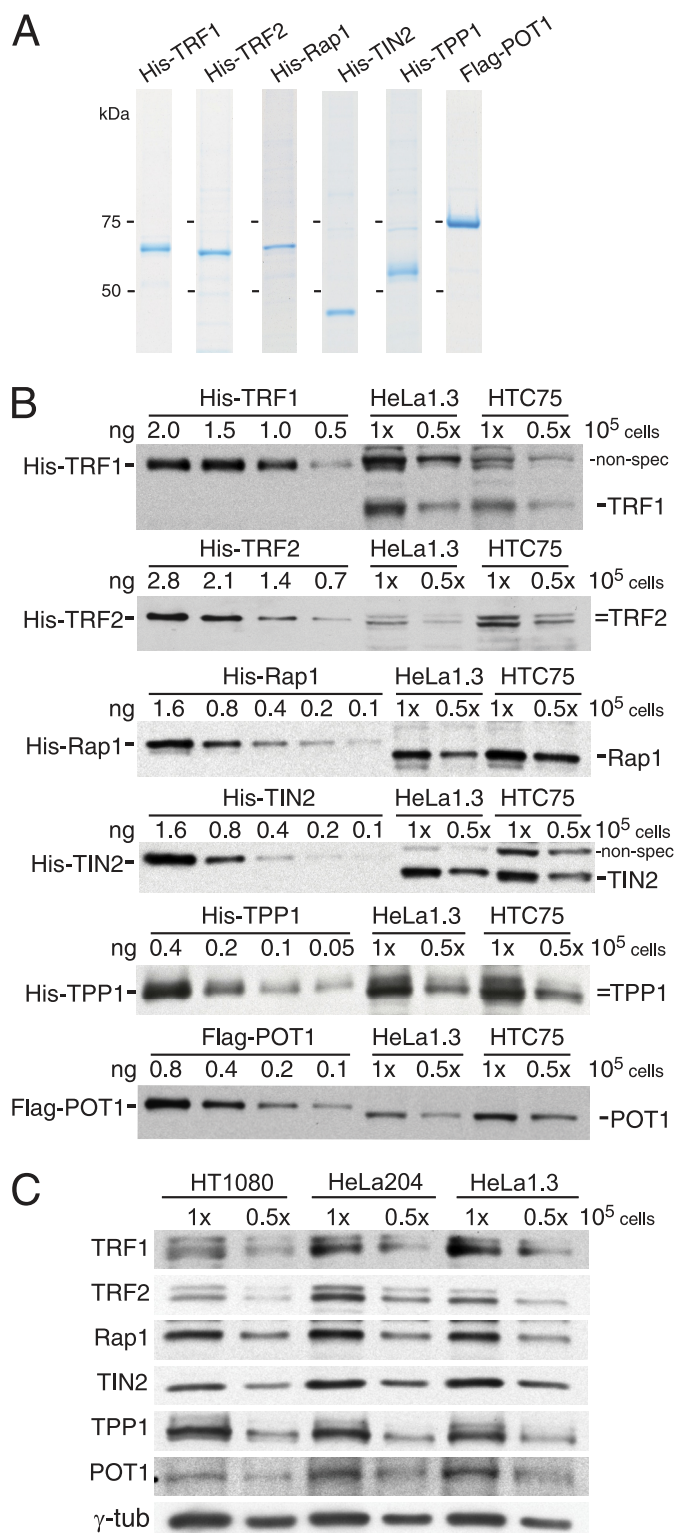 A
His-TRF1 His-TRF2 His-Rap1 His-TIN2 His-TPP1 Flag-POT1
kDa
75
50
B
His-TRF1 HeLa1.3 HTC75
ng 2.0 1.5 1.0 0.5 1x 0.5x 1x 0.5x 10⁵ cells
His-TRF1 -non-spec
-TRF1
His-TRF2 HeLa1.3 HTC75
ng 2.8 2.1 1.4 0.7 1x 0.5x 1x 0.5x 10⁵ cells
His-TRF2 =TRF2
His-Rap1 HeLa1.3 HTC75
ng 1.6 0.8 0.4 0.2 0.1 1x 0.5x 1x 0.5x 10⁵ cells
His-Rap1 -Rap1
His-TIN2 HeLa1.3 HTC75
ng 1.6 0.8 0.4 0.2 0.1 1x 0.5x 1x 0.5x 10⁵ cells
-non-spec
His-TIN2 -TIN2
His-TPP1 HeLa1.3 HTC75
ng 0.4 0.2 0.1 0.05 1x 0.5x 1x 0.5x 10⁵ cells
His-TPP1 =TPP1
Flag-POT1 HeLa1.3 HTC75
ng 0.8 0.4 0.2 0.1 1x 0.5x 1x 0.5x 10⁵ cells
Flag-POT1 -POT1
C
HT1080 HeLa204 HeLa1.3
1x 0.5x 1x 0.5x 1x 0.5x 10⁵ cells
TRF1
TRF2
Rap1
TIN2
TPP1
POT1
γ-tub